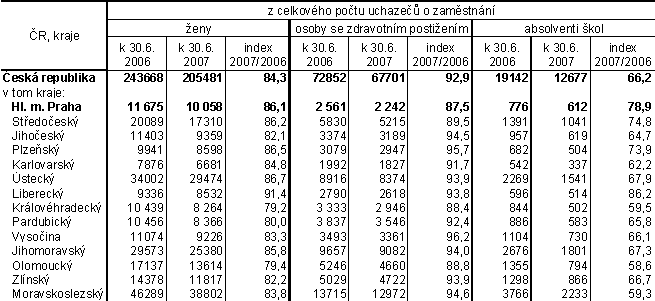 ČR, kraje
z celkového počtu uchazečů o zaměstnání
ženy osoby se zdravotním postižením absolventi škol
k 30.6. 2006 k 30.6. 2007 index 2007/2006 k 30.6. 2006 k 30.6. 2007 index 2007/2006 k 30.6. 2006 k 30.6. 2007 index 2007/2006
Česká republika 243668 205481 84,3 72852 67701 92,9 19142 12677 66,2
v tom kraje:
Hl. m. Praha 11 675 10 058 86,1 2 561 2 242 87,5 776 612 78,9
Středočeský 20089 17310 86,2 5830 5215 89,5 1391 1041 74,8
Jihočeský 11403 9359 82,1 3374 3189 94,5 957 619 64,7
Plzeňský 9941 8598 86,5 3079 2947 95,7 682 504 73,9
Karlovarský 7876 6681 84,8 1992 1827 91,7 542 337 62,2
Ústecký 34002 29474 86,7 8916 8374 93,9 2269 1541 67,9
Liberecký 9336 8532 91,4 2790 2618 93,8 596 514 86,2
Králověhradecký 10 439 8 264 79,2 3 333 2 946 88,4 844 502 59,5
Pardubický 10 456 8 366 80,0 3 837 3 546 92,4 886 583 65,8
Vysočina 11074 9226 83,3 3493 3361 96,2 1104 730 66,1
Jihomoravský 29573 25380 85,8 9657 9082 94,0 2676 1801 67,3
Olomoucký 17137 13614 79,4 5246 4660 88,8 1355 794 58,6
Zlínský 14378 11817 82,2 5029 4722 93,9 1298 866 66,7
Moravskoslezský 46289 38802 83,8 13715 12972 94,6 3766 2233 59,3